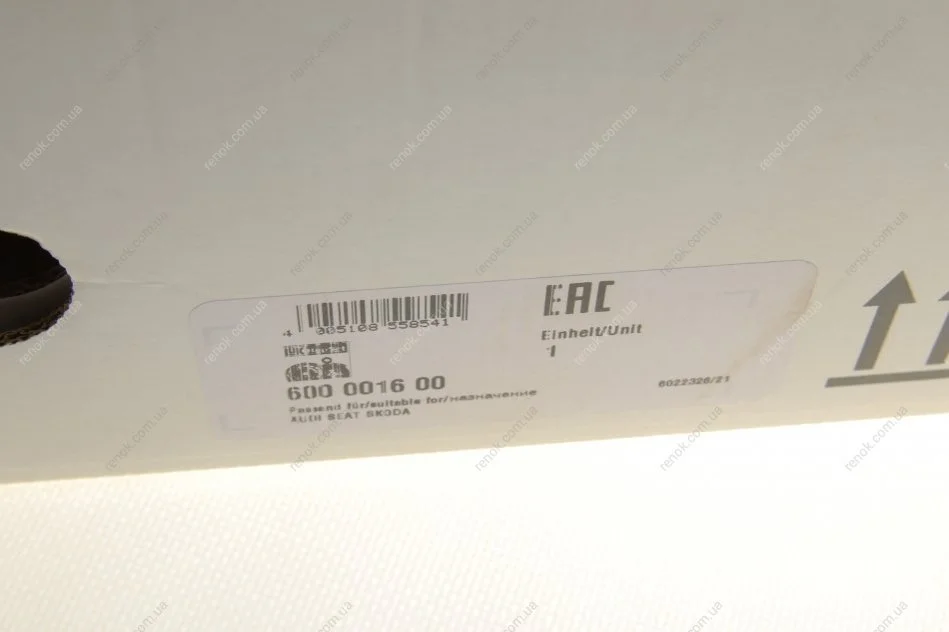 4 005108 558541
EAC
Einheit/Unit
1
600 0016 00
6022326/21
Passend für/suitable for/назначение
AUDI SEAT SKODA
renok.com.ua